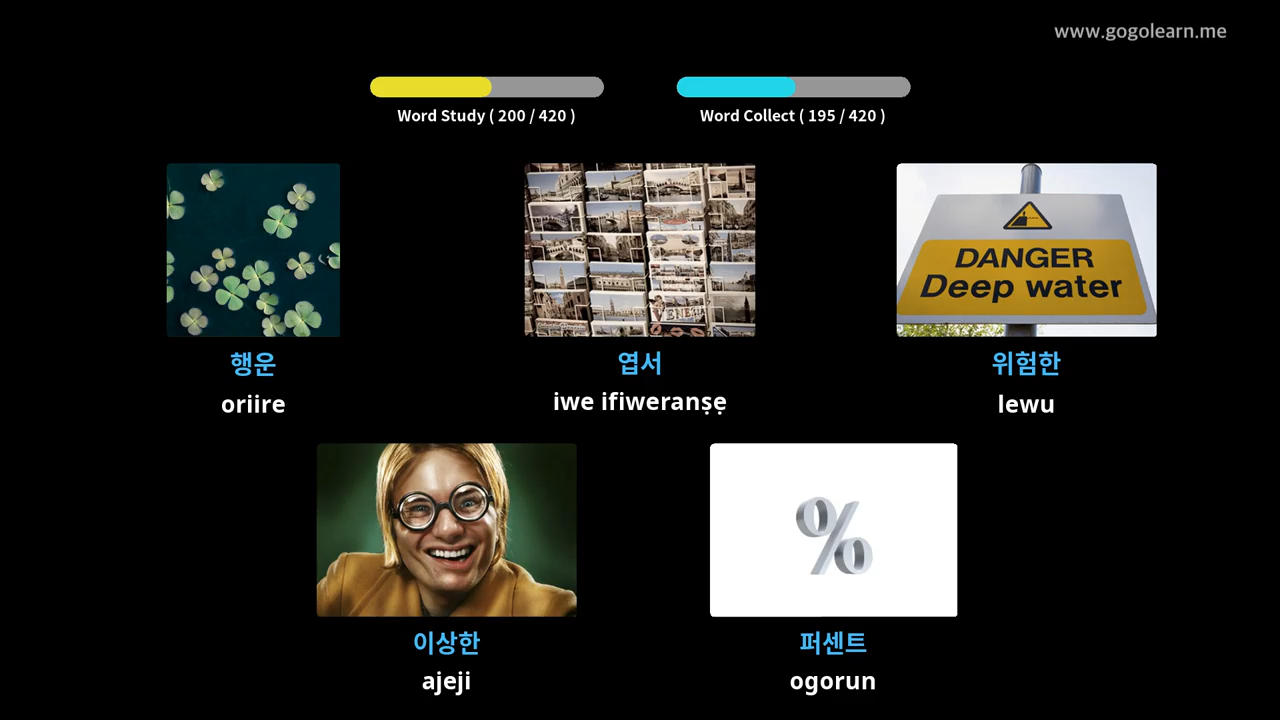 www.gogolearn.me
Word Study ( 200 / 420 )
Word Collect ( 195 / 420 )
DANGER
Deep water
행운
oriire
엽서
iwe ifiweranṣẹ
위험한
lewu
이상한
ajeji
%
퍼센트
ogorun